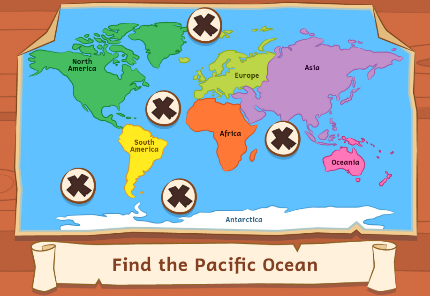 North
America
Europe
Asia
Africa
South
America
Oceania
Antarctica
Find the Pacific Ocean